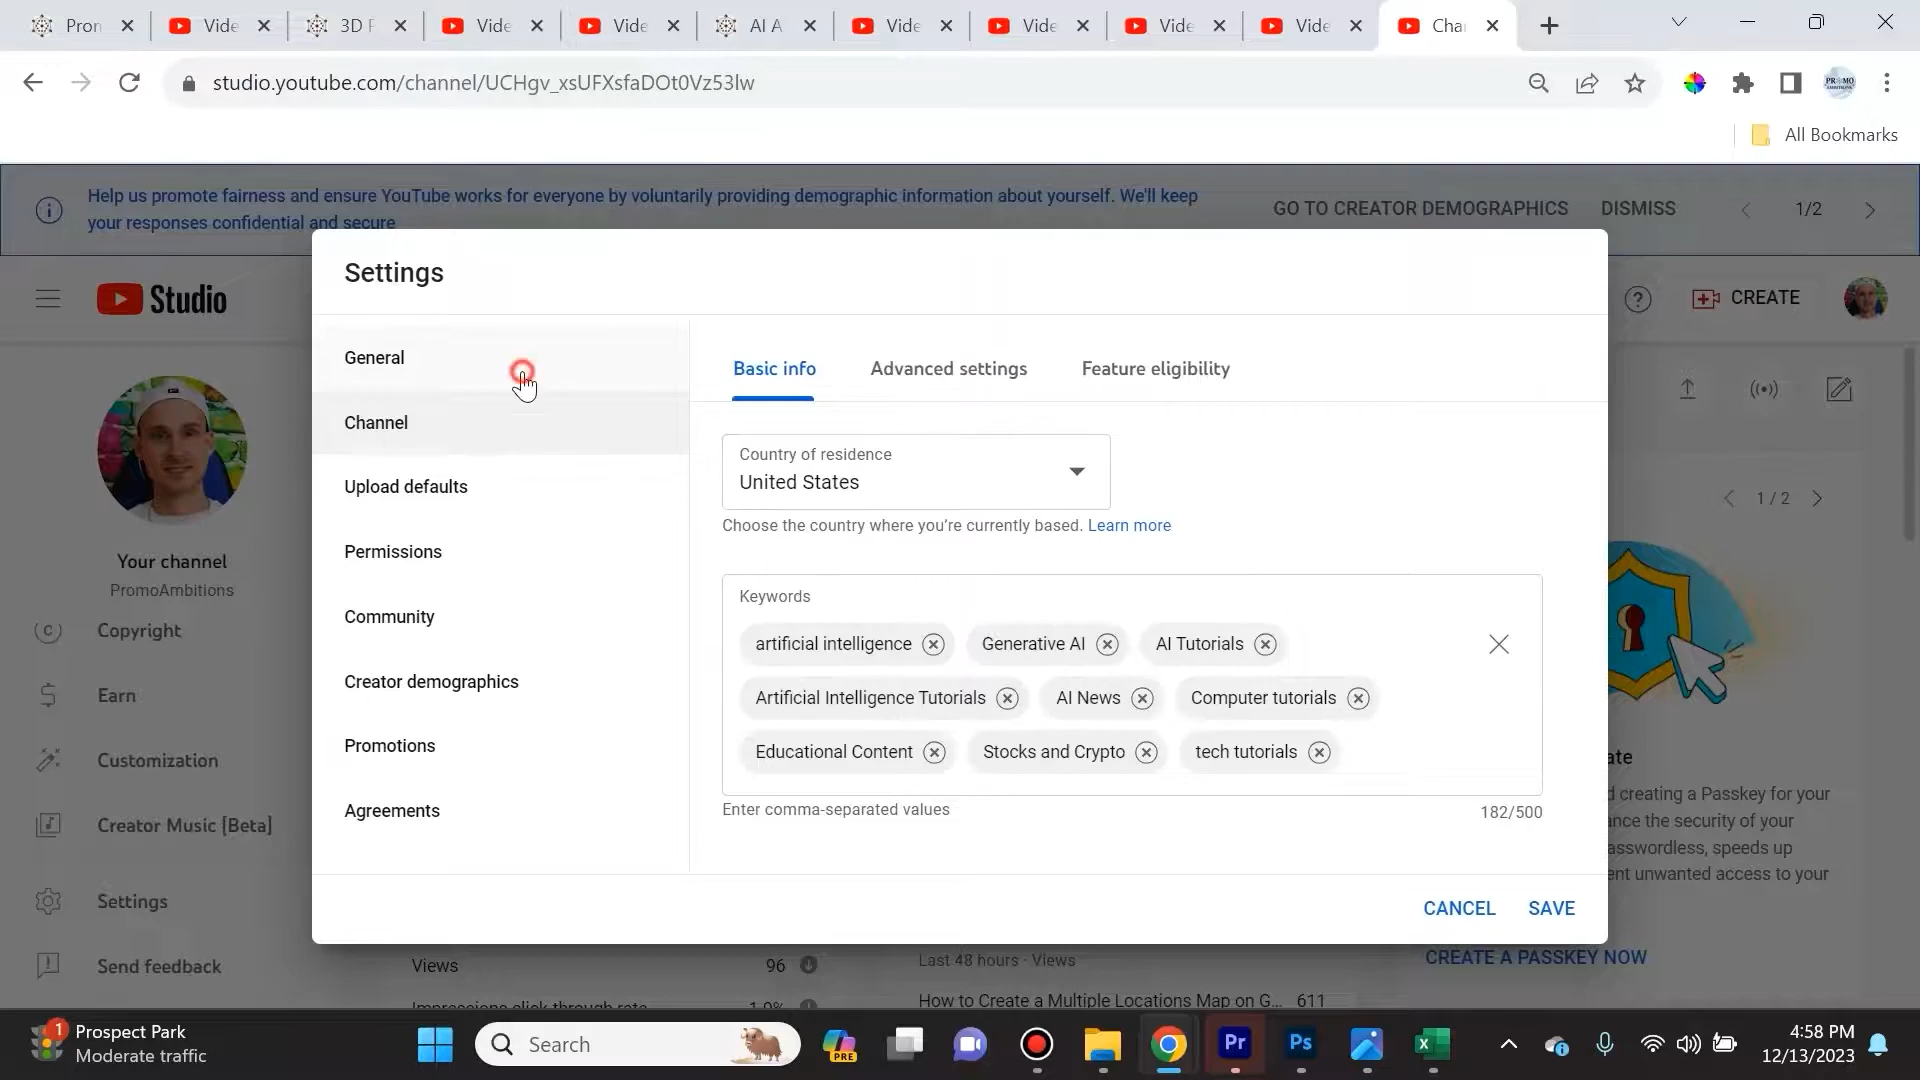 Pron
Vide
3D F
Vide
Vide
AI A
Vide
Vide
Vide
Vide
Cha
studio.youtube.com/channel/UCHgv_xsUFXsfaDOt0Vz53lw
All Bookmarks
Help us promote fairness and ensure YouTube works for everyone by voluntarily providing demographic information about yourself. We'll keep
your responses confidential and secure
GO TO CREATOR DEMOGRAPHICS
DISMISS
1/2
Studio
CREATE
Settings
General
Channel
Upload defaults
Permissions
Community
Creator demographics
Promotions
Agreements
Basic info
Advanced settings
Feature eligibility
Country of residence
United States
Choose the country where you're currently based. Learn more
Keywords
artificial intelligence
Generative AI
AI Tutorials
Artificial Intelligence Tutorials
AI News
Computer tutorials
Educational Content
Stocks and Crypto
tech tutorials
Enter comma-separated values
182/500
CANCEL
SAVE
Your channel
PromoAmbitions
Copyright
Earn
Customization
Creator Music [Beta]
Settings
Send feedback
1 / 2
ate
d creating a Passkey for your
ance the security of your
asswordless, speeds up
ent unwanted access to your
CREATE A PASSKEY NOW
Views
96
Impressions click-through rate
1.9%
Last 48 hours · Views
How to Create a Multiple Locations Map on G...
611
1
Prospect Park
Moderate traffic
Search
PRE
Pr
Ps
4:58 PM
12/13/2023